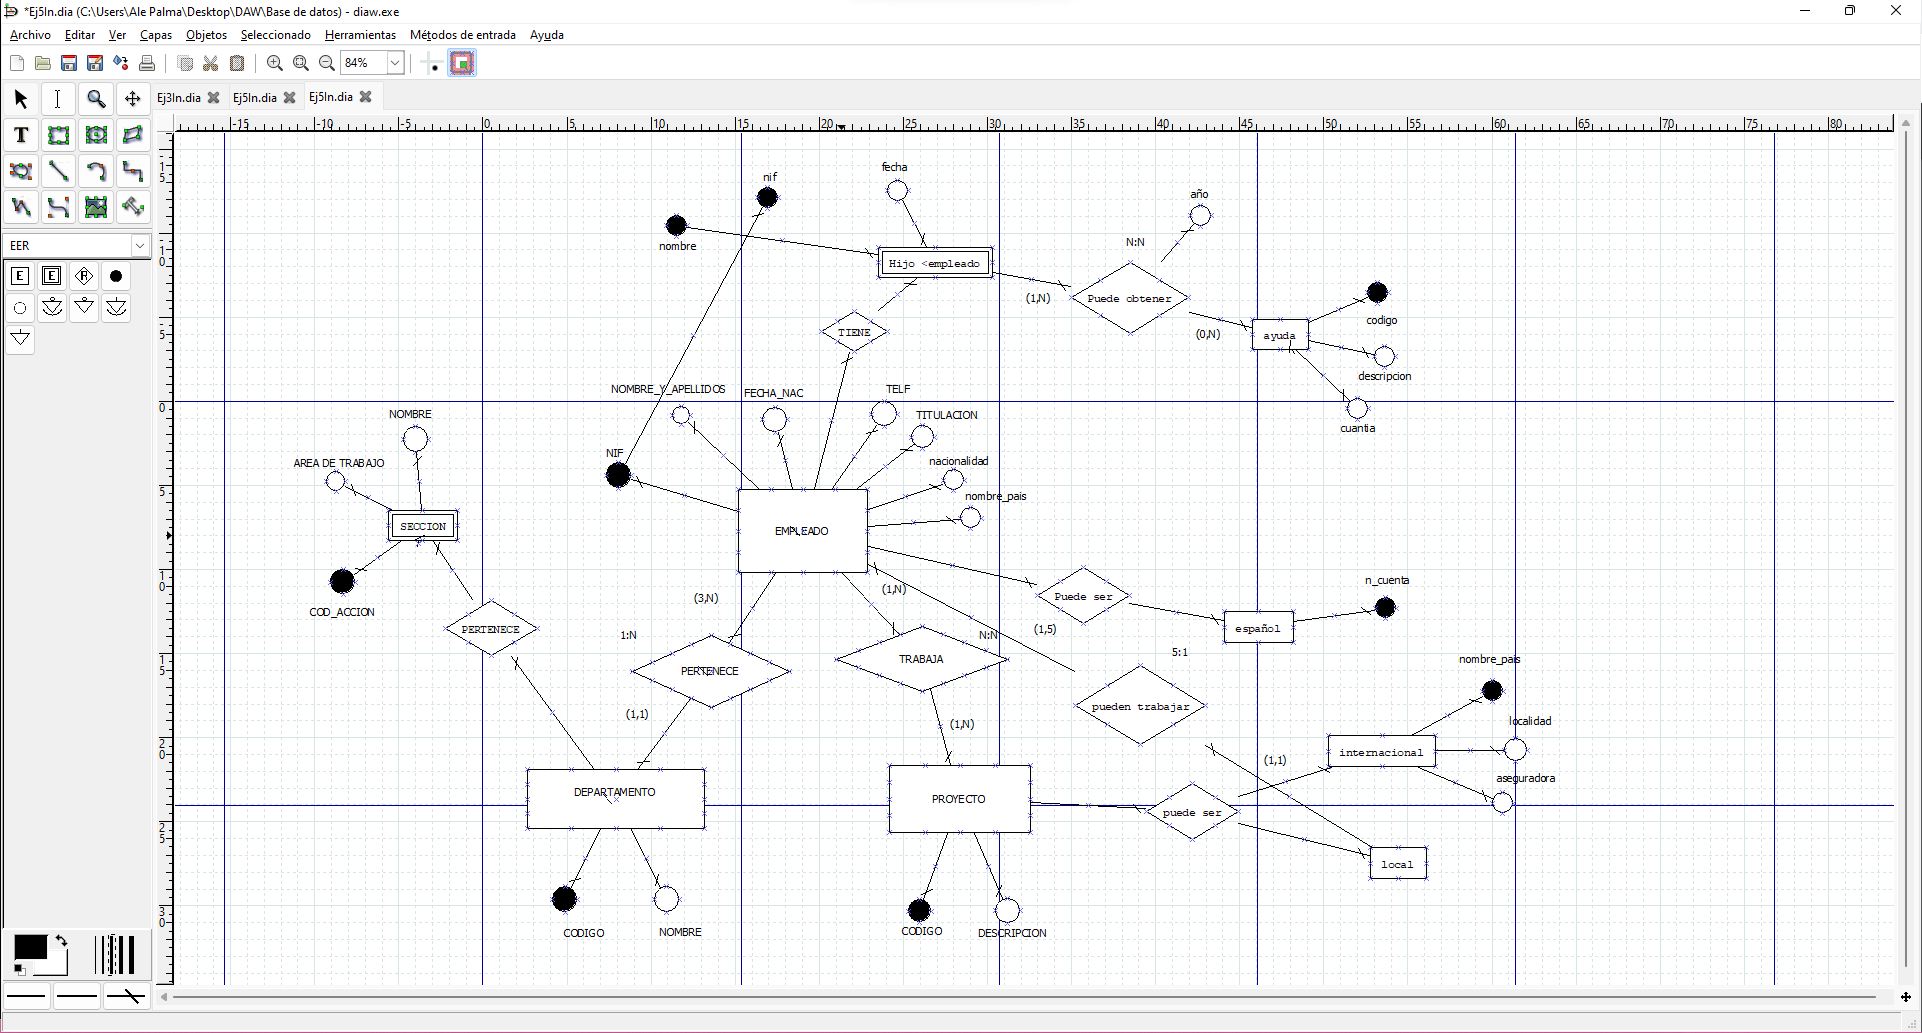 *Ej5In.dia (C:\Users\Ale Palma\Desktop\DAW\Base de datos) - diaw.exe
Archivo Editar Ver Capas Objetos Seleccionado Herramientas Métodos de entrada Ayuda
84%
Ej3In.dia Ej5In.dia Ej5In.dia
-15 -10 -5 0 5 10 15 20 25 30 35 40 45 50 55 60 65 70 75 80
T
EER
E E R
nif
fecha
año
nombre
N:N
Hijo <empleado
(1,N)
Puede obtener
codigo
TIENE
(0,N)
ayuda
descripcion
NOMBRE_Y_APELLIDOS
FECHA_NAC
TELF
NOMBRE
TITULACION
cuantia
NIF
AREA DE TRABAJO
nacionalidad
nombre_pais
SECCION
EMPLEADO
n_cuenta
(3,N)
(1,N)
Puede ser
COD_ACCION
PERTENECE
1:N
N:N
(1,5)
español
5:1
PERTENECE
TRABAJA
nombre_pais
(1,1)
(1,N)
pueden trabajar
localidad
(1,1)
internacional
aseguradora
DEPARTAMENTO
PROYECTO
puede ser
local
CODIGO
NOMBRE
CODIGO
DESCRIPCION